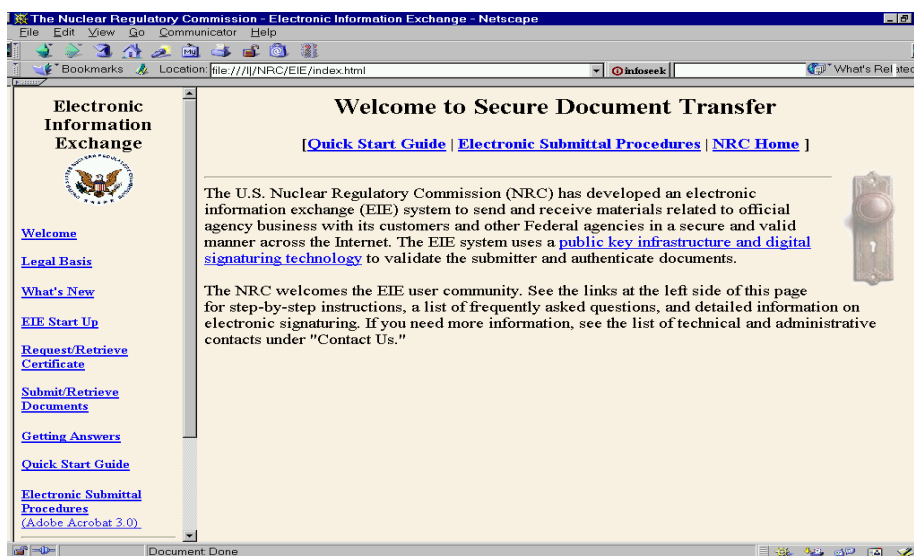 The Nuclear Regulatory Commission - Electronic Information Exchange - Netscape
File Edit View Go Communicator Help
Bookmarks Location: file:///I|/NRC/EIE/index.html infoseek What's Related
Electronic
Information
Exchange
Welcome
Legal Basis
What's New
EIE Start Up
Request/Retrieve
Certificate
Submit/Retrieve
Documents
Getting Answers
Quick Start Guide
Electronic Submittal
Procedures
(Adobe Acrobat 3.0)
Welcome to Secure Document Transfer
[Quick Start Guide | Electronic Submittal Procedures | NRC Home ]
The U.S. Nuclear Regulatory Commission (NRC) has developed an electronic
information exchange (EIE) system to send and receive materials related to official
agency business with its customers and other Federal agencies in a secure and valid
manner across the Internet. The EIE system uses a public key infrastructure and digital
signaturing technology to validate the submitter and authenticate documents.
The NRC welcomes the EIE user community. See the links at the left side of this page
for step-by-step instructions, a list of frequently asked questions, and detailed information on
electronic signaturing. If you need more information, see the list of technical and administrative
contacts under "Contact Us."
Document: Done